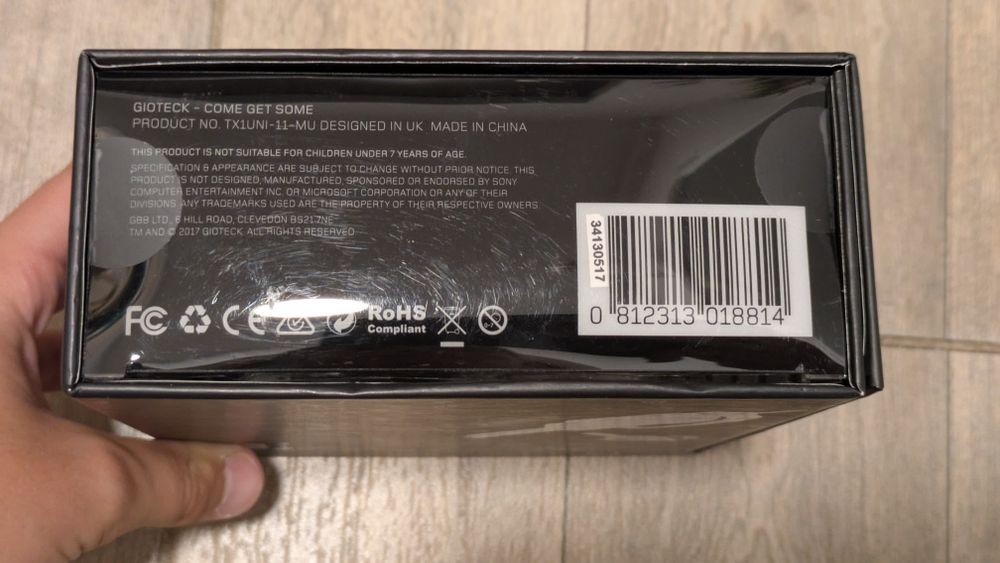 GIOTECK - COME GET SOME
PRODUCT NO. TX1UNI-11-MU DESIGNED IN UK MADE IN CHINA
THIS PRODUCT IS NOT SUITABLE FOR CHILDREN UNDER 7 YEARS OF AGE.
SPECIFICATION & APPEARANCE ARE SUBJECT TO CHANGE WITHOUT PRIOR NOTICE. THIS
PRODUCT IS NOT DESIGNED, MANUFACTURED, SPONSORED OR ENDORSED BY SONY
COMPUTER ENTERTAINMENT INC. OR MICROSOFT CORPORATION OR ANY OF THEIR
DIVISIONS. ANY TRADEMARKS USED ARE THE PROPERTY OF THEIR RESPECTIVE OWNERS.
GBB LTD., 6 HILL ROAD, CLEVEDON BS21 7NE
TM AND © 2017 GIOTECK. ALL RIGHTS RESERVED
FC CE RoHS
Compliant
34130517
0 812313 018814